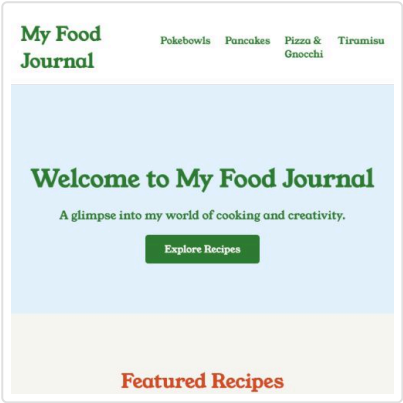 My Food
Journal
Pokebowls Pancakes Pizza & Tiramisu
Gnocchi
Welcome to My Food Journal
A glimpse into my world of cooking and creativity.
Explore Recipes
Featured Recipes